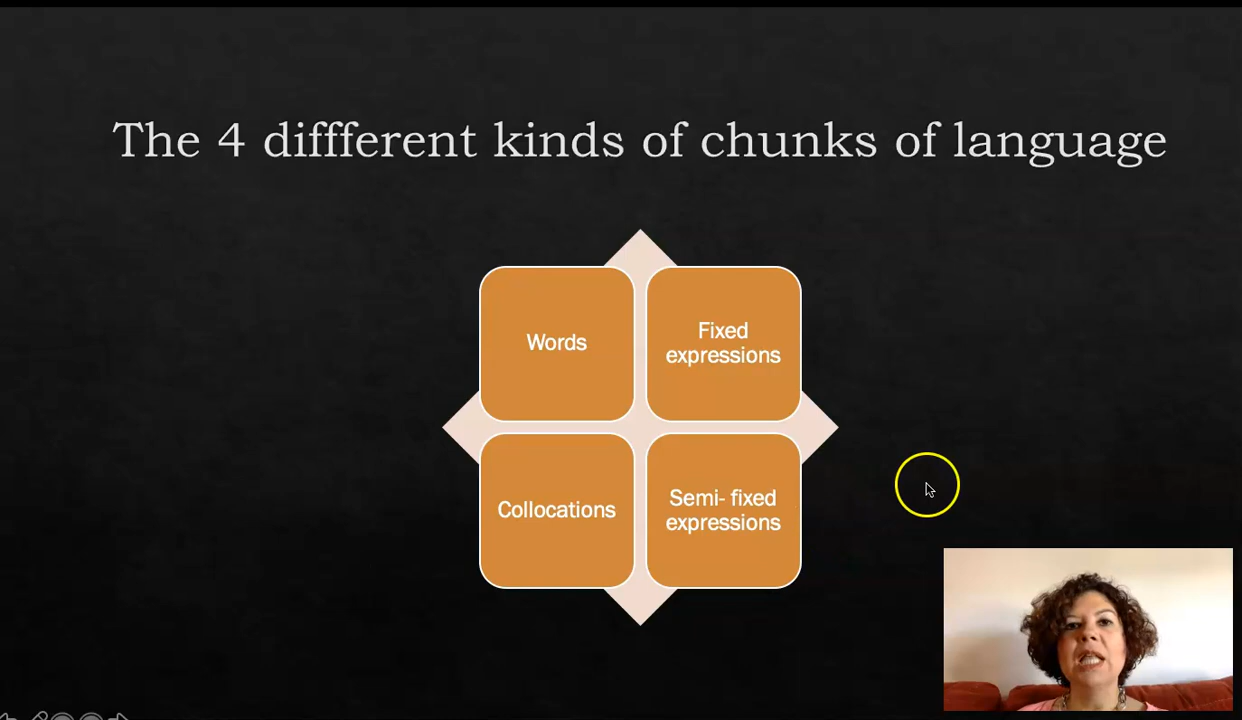 The 4 diffferent kinds of chunks of language
Words
Fixed
expressions
Collocations
Semi- fixed
expressions